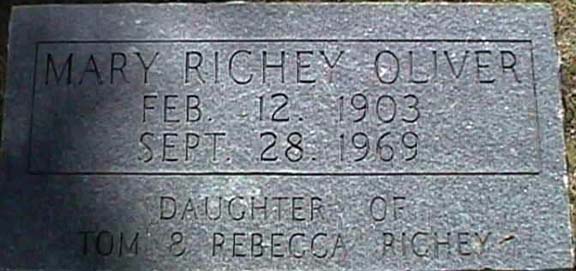 MARY RICHEY OLIVER
FEB. 12. 1903
SEPT. 28. 1969
DAUGHTER OF
TOM & REBECCA RICHEY